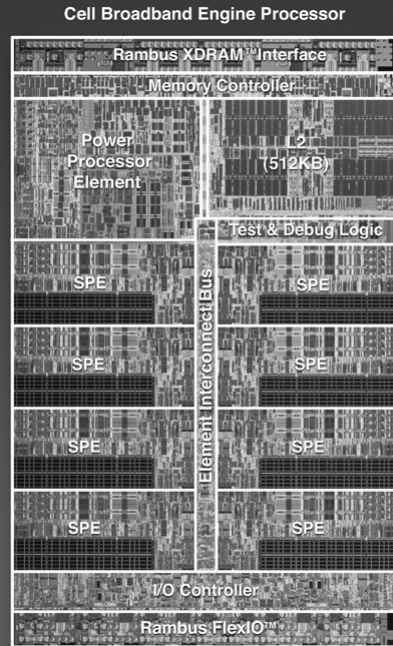 Cell Broadband Engine Processor
Rambus XDRAM™ Interface
Memory Controller
Power
Processor
Element
L2
(512KB)
Test & Debug Logic
Element Interconnect Bus
SPE
SPE
SPE
SPE
SPE
SPE
SPE
SPE
I/O Controller
Rambus FlexIO™